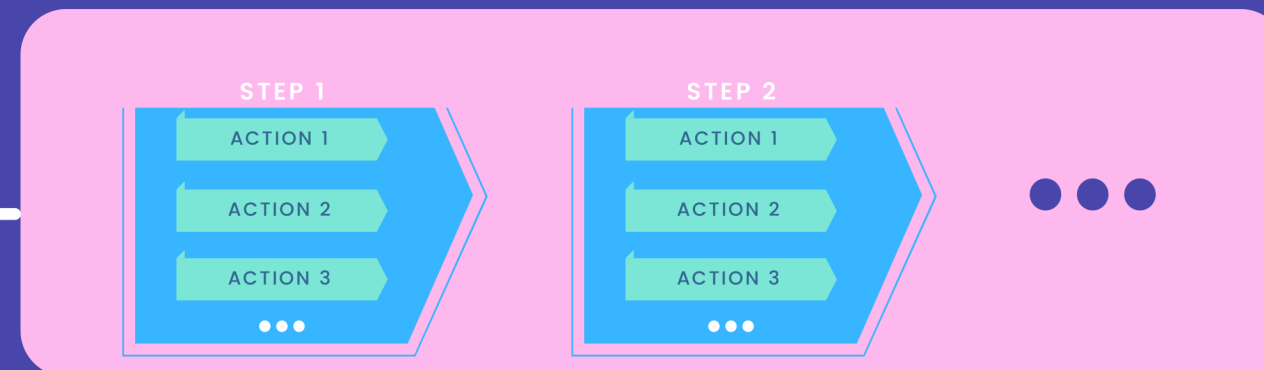 STEP 1
ACTION 1
ACTION 2
ACTION 3
STEP 2
ACTION 1
ACTION 2
ACTION 3